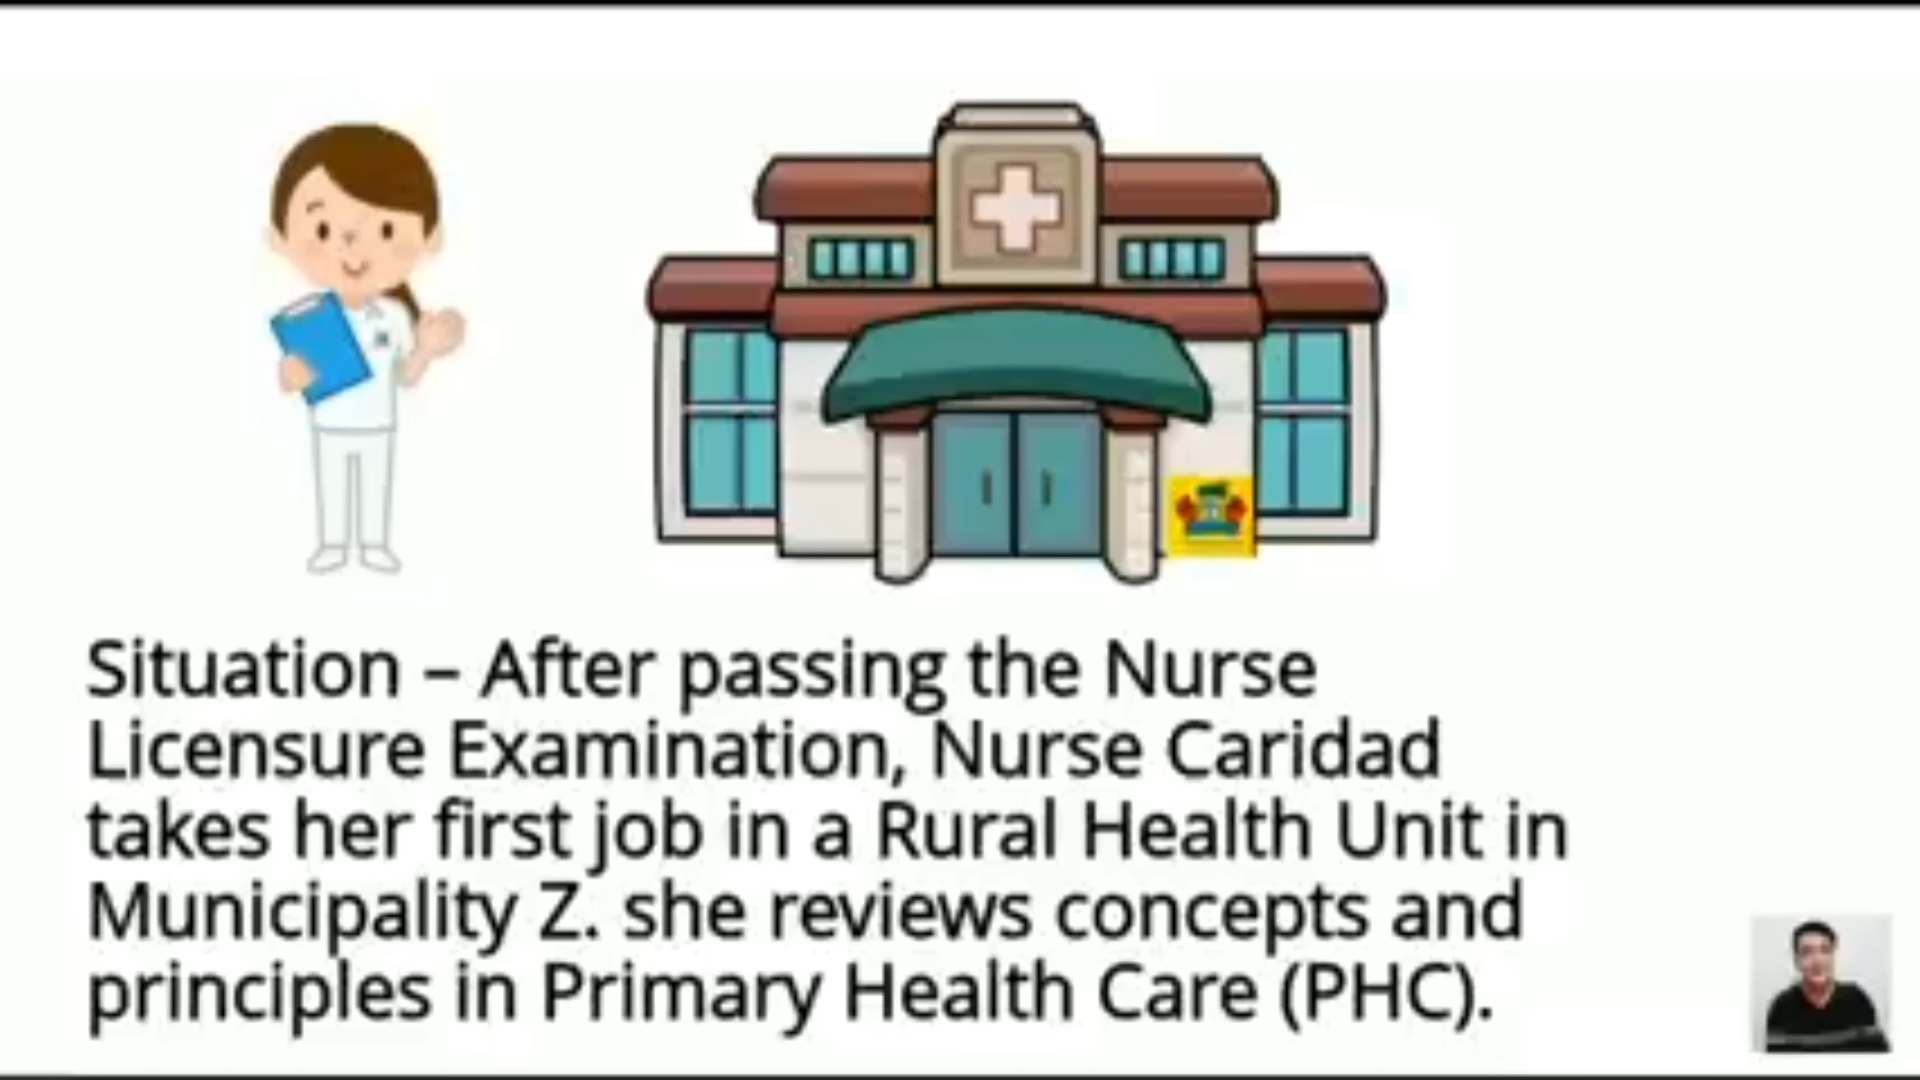 Situation – After passing the Nurse
Licensure Examination, Nurse Caridad
takes her first job in a Rural Health Unit in
Municipality Z. she reviews concepts and
principles in Primary Health Care (PHC).